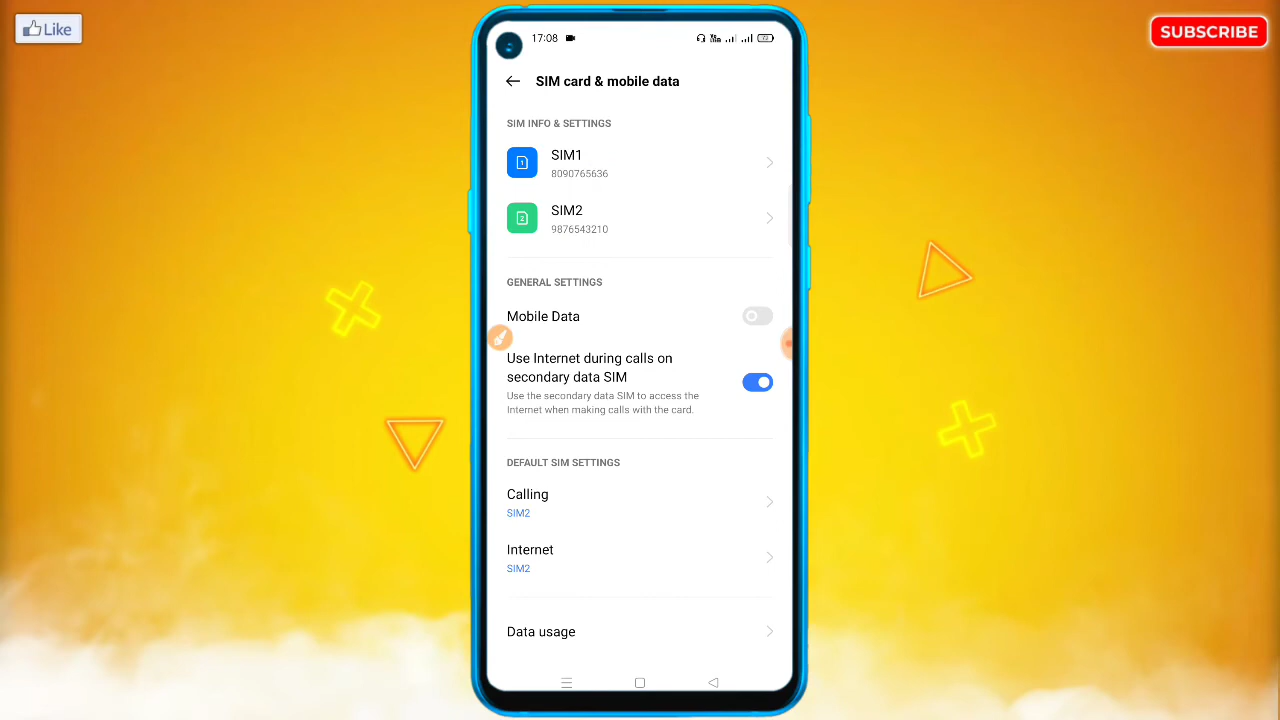 Like
SUBSCRIBE
17:08
SIM card & mobile data
SIM INFO & SETTINGS
1
SIM1
8090765636
2
SIM2
9876543210
GENERAL SETTINGS
Mobile Data
Use Internet during calls on
secondary data SIM
Use the secondary data SIM to access the
Internet when making calls with the card.
DEFAULT SIM SETTINGS
Calling
SIM2
Internet
SIM2
Data usage